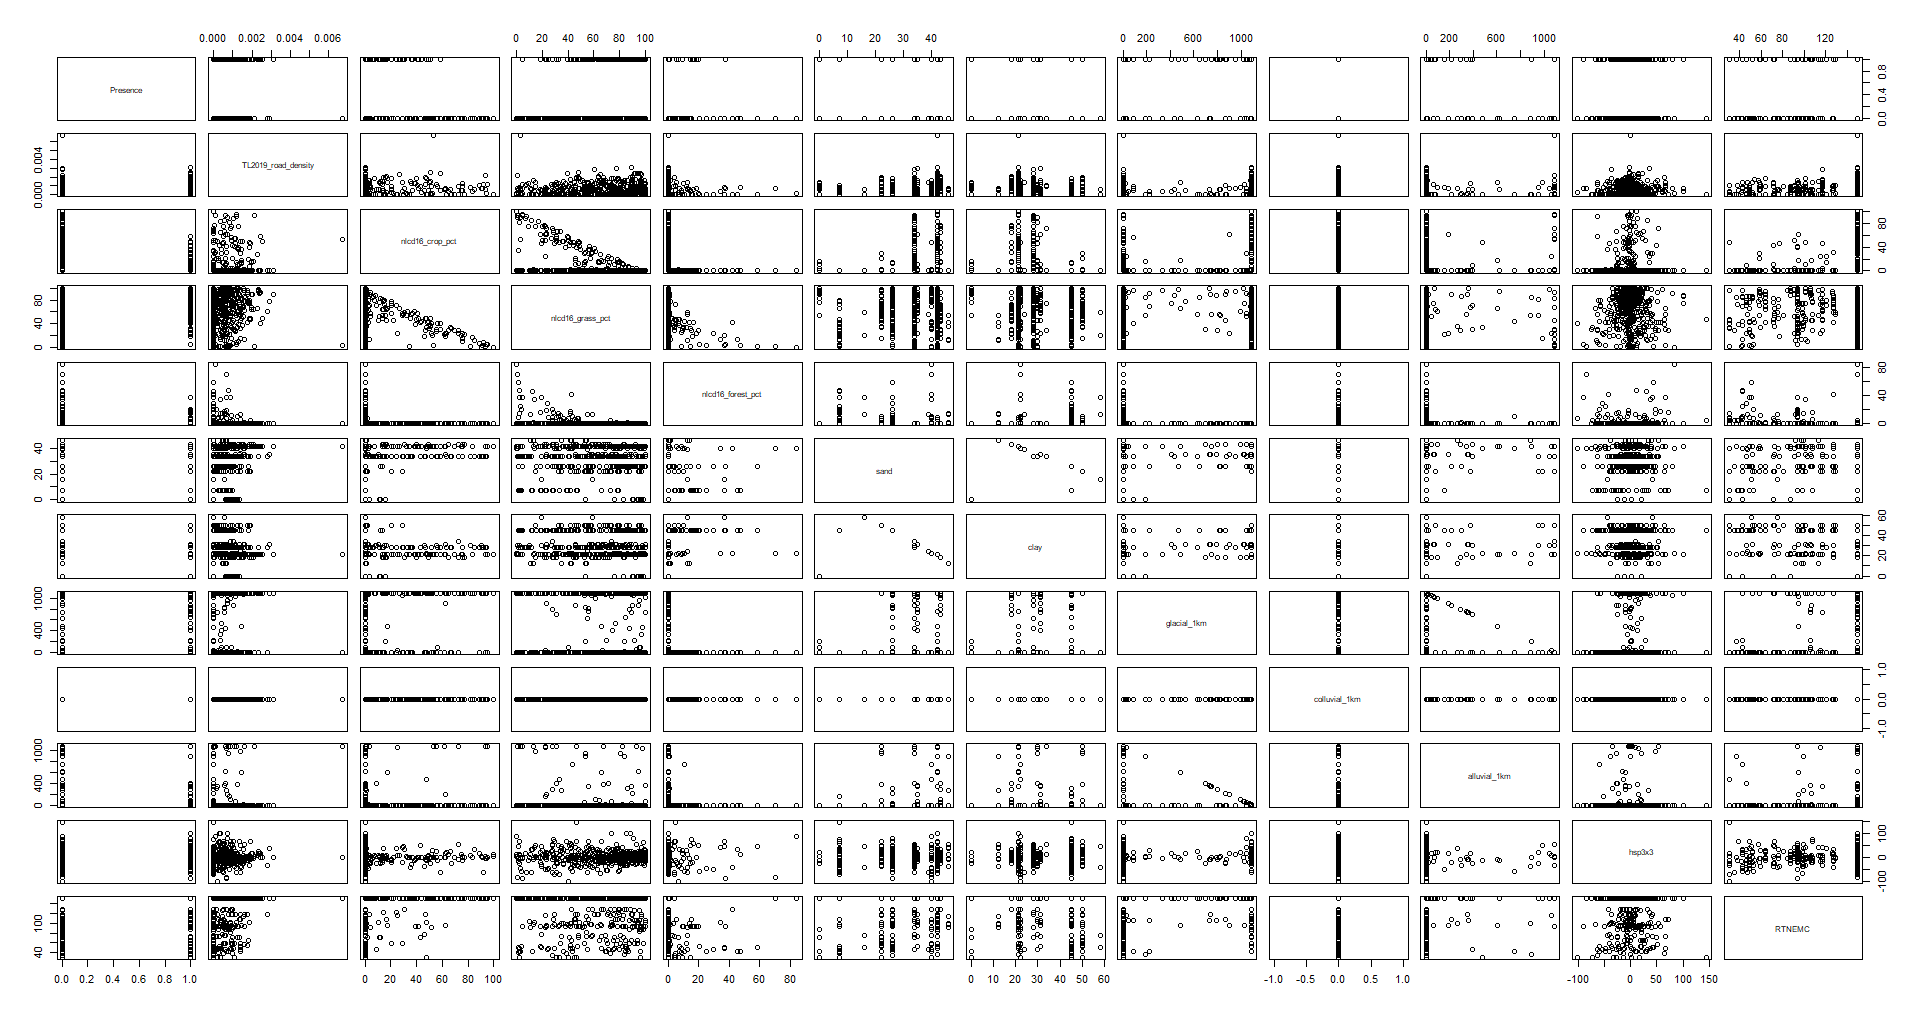 0.000 0.002 0.004 0.006 0 20 40 60 80 100 0 10 20 30 40 0 400 800 1200 0 200 600 1000 40 60 80 100 120
Presence
0.0 0.4 0.8
TL2019_road_density
0.000 0.004
nlcd16_crop_pct
0 40 80
nlcd16_grass_pct
0 40 80
nlcd16_forest_pct
0 40 80
sand
0 20 40
clay
0 20 40 60
glacial_1km
0 400 1000
colluvial_1km
-1.0 0.0 1.0
alluvial_1km
0 400 1000
hsp3x3
-100 0 100
RTNEMC
40 100
0.0 0.2 0.4 0.6 0.8 1.0 0 20 40 60 80 100 0 20 40 60 80 0 10 20 30 40 50 60 -1.0 -0.5 0.0 0.5 1.0 -100 0 50 100 150